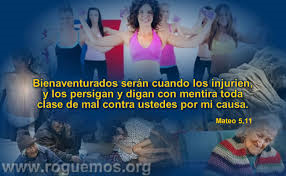 Bienaventurados serán cuando los injurien,
y los persigan y digan con mentira toda
clase de mal contra ustedes por mi causa.
Mateo 5,11
www.roguemos.org